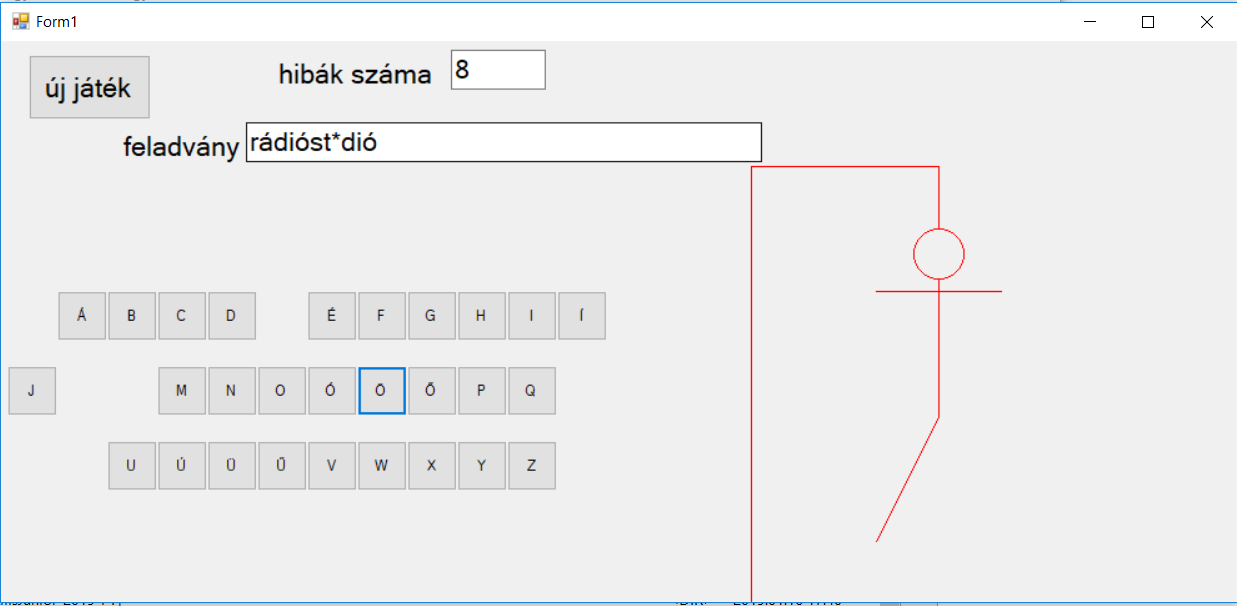 Form1
új játék
hibák száma 8
feladvány rádióst*dió
Á B C D É F G H I Í
J M N O Ó Ö Ő P Q
U Ú Ü Ű V W X Y Z